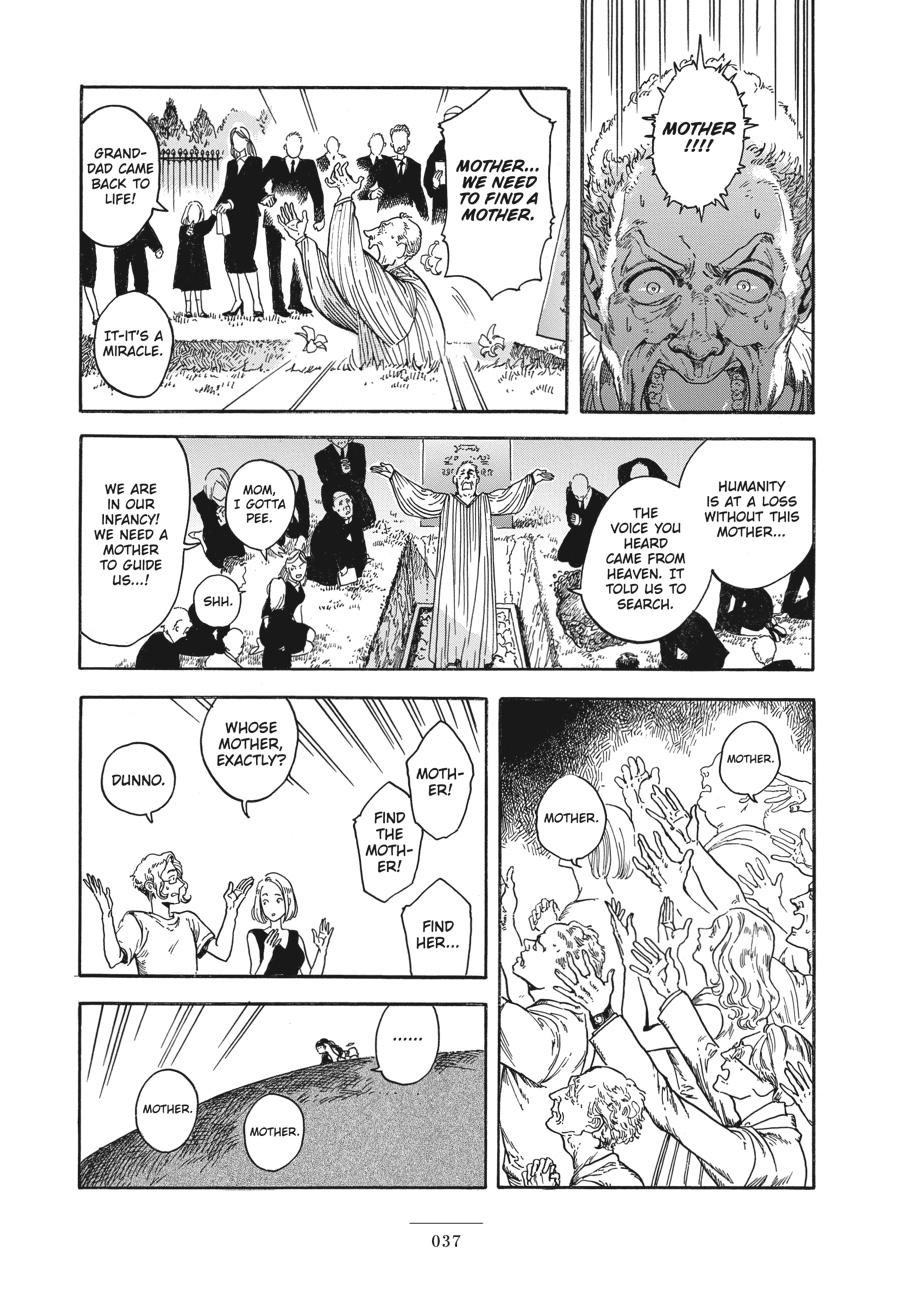 MOTHER
!!!!
MOTHER...
WE NEED
TO FIND A
MOTHER.
GRAND-
DAD CAME
BACK TO
LIFE!
IT-IT'S A
MIRACLE.
HUMANITY
IS AT A LOSS
WITHOUT THIS
MOTHER...
THE
VOICE YOU
HEARD
CAME FROM
HEAVEN. IT
TOLD US TO
SEARCH.
MOM,
I GOTTA
PEE.
SHH.
WE ARE
IN OUR
INFANCY!
WE NEED A
MOTHER
TO GUIDE
US...!
MOTHER.
MOTHER.
MOTH-
ER!
FIND
THE
MOTH-
ER!
FIND
HER...
WHOSE
MOTHER,
EXACTLY?
DUNNO.
......
MOTHER.
MOTHER.
037